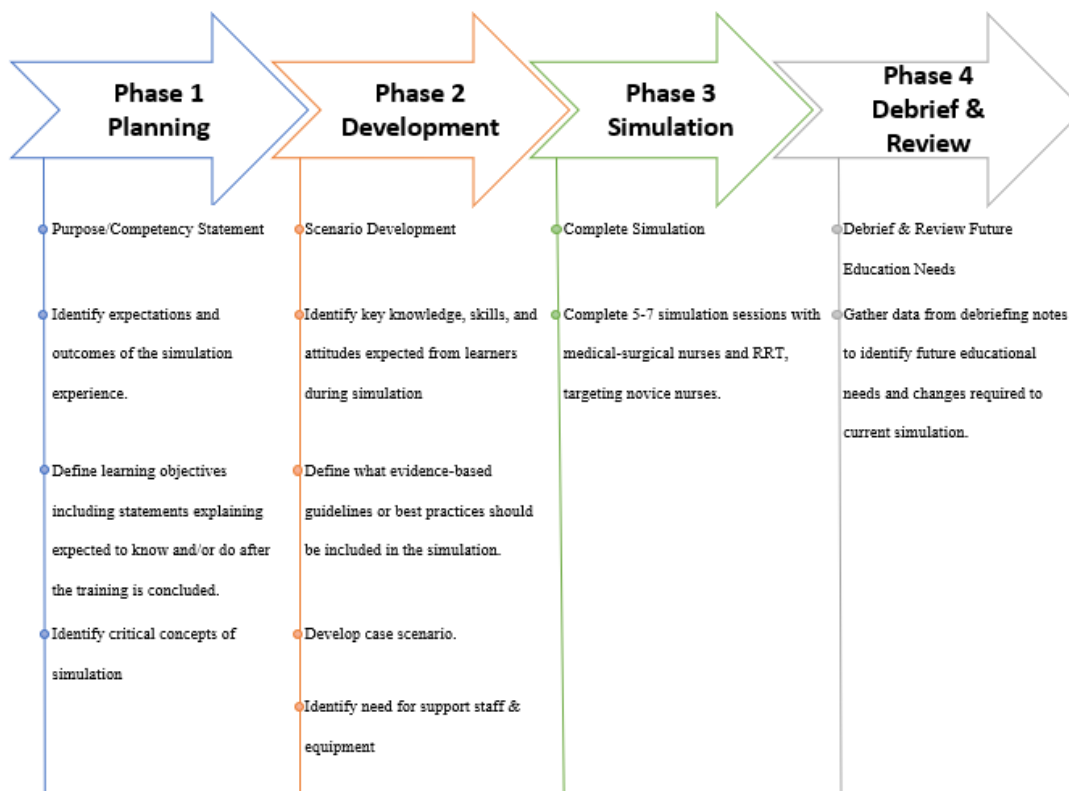 Phase 1
Planning
Phase 2
Development
Phase 3
Simulation
Phase 4
Debrief &
Review
Purpose/Competency Statement
Identify expectations and
outcomes of the simulation
experience.
Define learning objectives
including statements explaining
expected to know and/or do after
the training is concluded.
Identify critical concepts of
simulation
Scenario Development
Identify key knowledge, skills, and
attitudes expected from learners
during simulation
Define what evidence-based
guidelines or best practices should
be included in the simulation.
Develop case scenario.
Identify need for support staff &
equipment
Complete Simulation
Complete 5-7 simulation sessions with
medical-surgical nurses and RRT,
targeting novice nurses.
Debrief & Review Future
Education Needs
Gather data from debriefing notes
to identify future educational
needs and changes required to
current simulation.